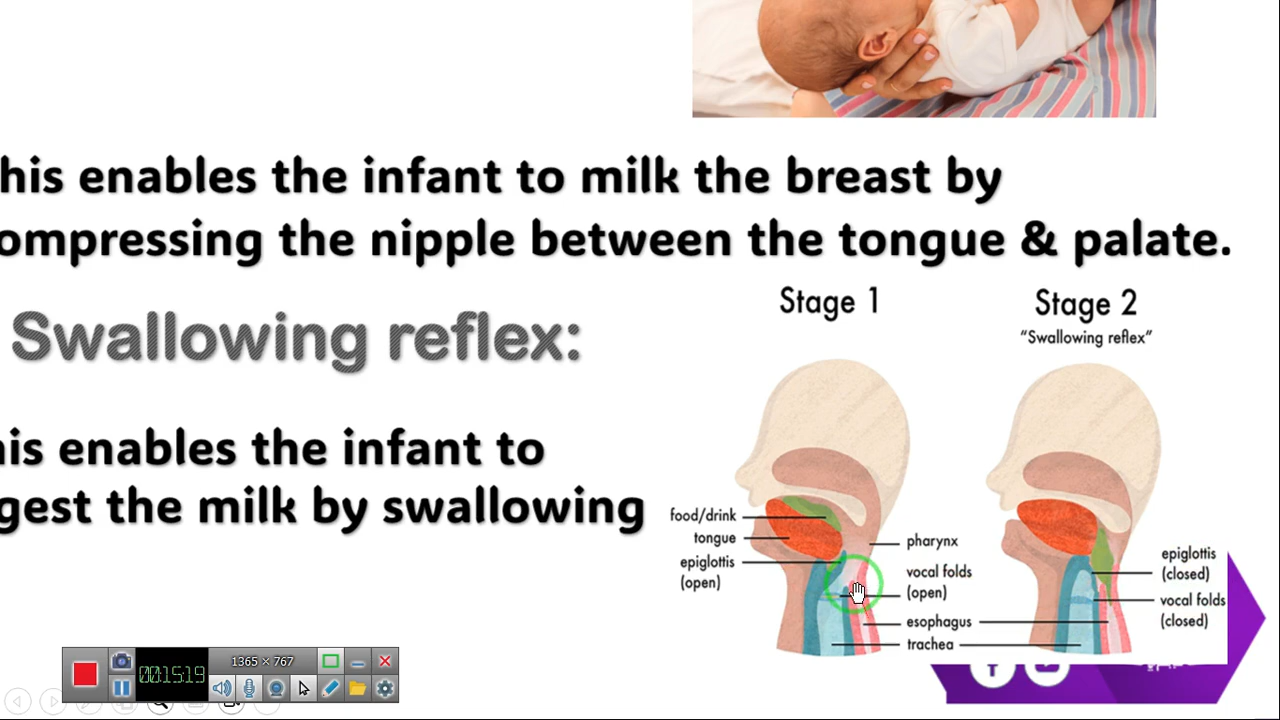 his enables the infant to milk the breast by
ompressing the nipple between the tongue & palate.
Stage 1
Stage 2
"Swallowing reflex"
Swallowing reflex:
his enables the infant to
gest the milk by swallowing
food/drink
tongue
epiglottis
(open)
pharynx
vocal folds
(open)
esophagus
trachea
epiglottis
(closed)
vocal folds
(closed)
00:15:19
1365 × 767